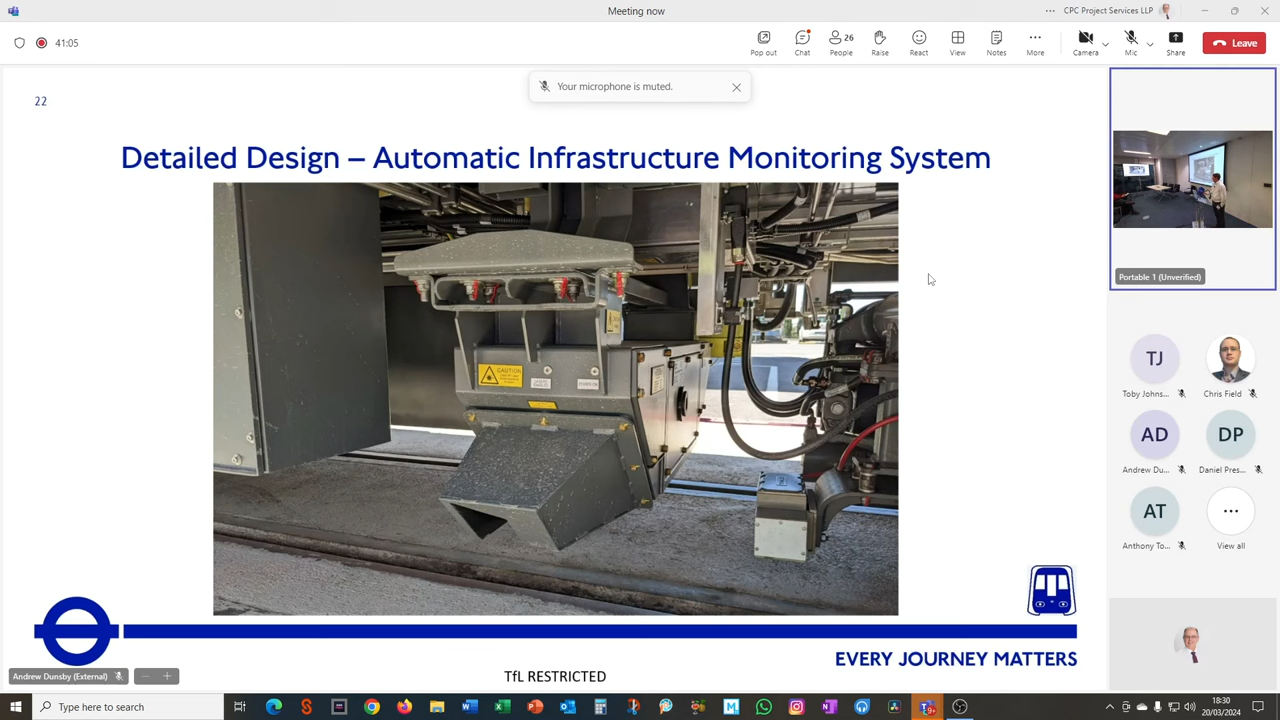 Meeting now
CPC Project Services LLP
41:05
Pop out
Chat
26
People
Raise
React
View
Notes
More
Camera
Mic
Share
Leave
Your microphone is muted.
22
Detailed Design – Automatic Infrastructure Monitoring System
CAUTION
Portable 1 (Unverified)
TJ
Toby Johns...
Chris Field
AD
Andrew Du...
DP
Daniel Pres...
AT
Anthony To...
View all
EVERY JOURNEY MATTERS
Andrew Dunsby (External)
TfL RESTRICTED
Type here to search
18:30
20/03/2024